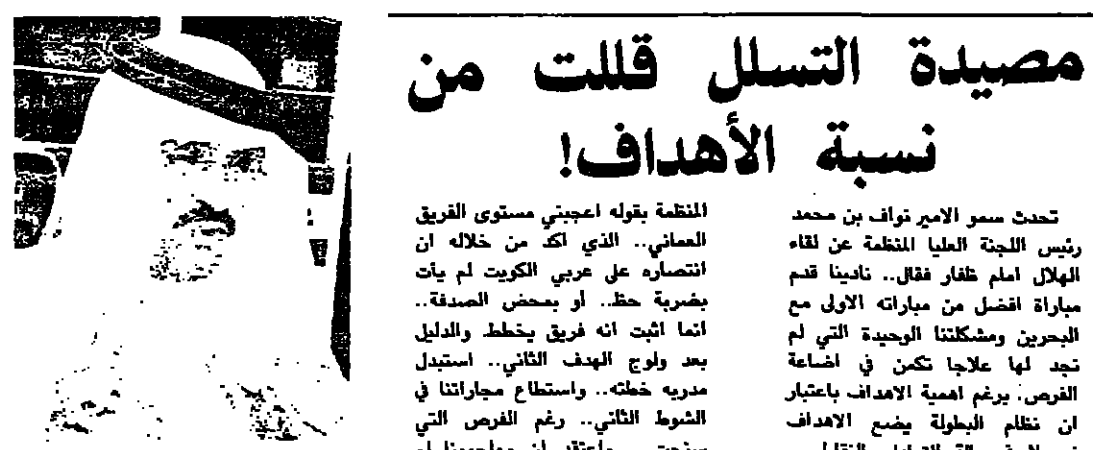 مصيدة التسلل قللت من
نسبة الأهداف!
تحدث سمو الامير نواف بن محمد
رئيس اللجنة العليا المنظمة عن لقاء
الهلال امام ظفار فقال.. نادينا قدم
مباراة افضل من مباراته الاولى مع
البحرين ومشكلتنا الوحيدة التي لم
نجد لها علاجا تكمن في اضاعة
الفرص. برغم اهمية الاهداف باعتبار
ان نظام البطولة يضع الاهداف
المنظمة بقوله اعجبني مستوى الفريق
العماني.. الذي اكد من خلاله ان
انتصاره على عربي الكويت لم يأت
بضربة حظ.. أو بمحض الصدفة..
انما اثبت انه فريق يخطط والدليل
بعد ولوج الهدف الثاني.. استبدل
مدربه خطته.. واستطاع مجاراتنا في
الشوط الثاني.. رغم الفرص التي